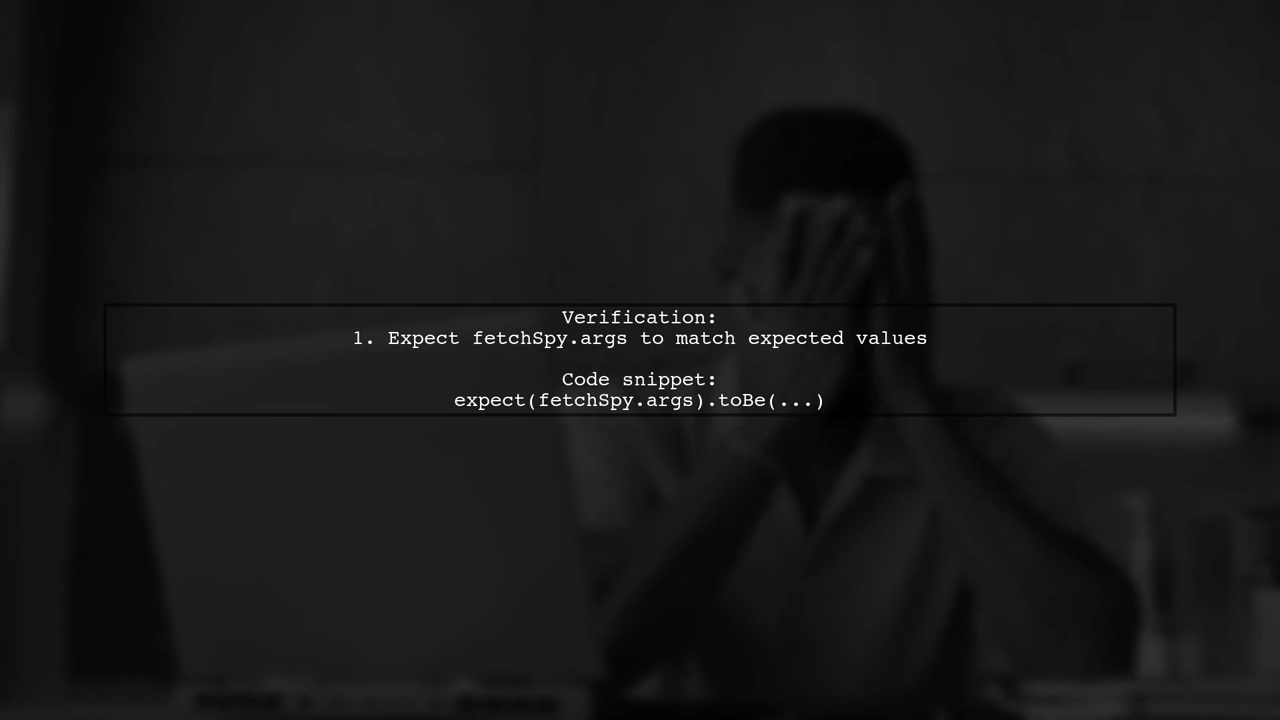 Verification:
1. Expect fetchSpy.args to match expected values
Code snippet:
expect(fetchSpy.args).toBe(...)